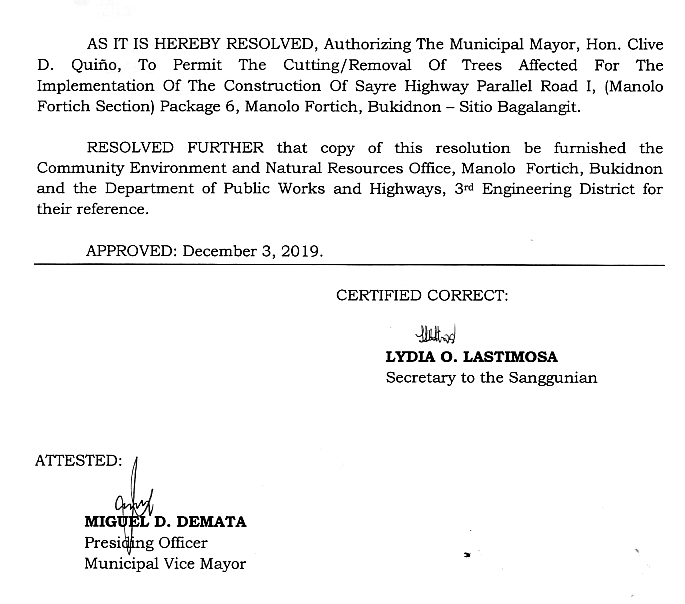 AS IT IS HEREBY RESOLVED, Authorizing The Municipal Mayor, Hon. Clive
D. Quiño, To Permit The Cutting/Removal Of Trees Affected For The
Implementation Of The Construction Of Sayre Highway Parallel Road I, (Manolo
Fortich Section) Package 6, Manolo Fortich, Bukidnon – Sitio Bagalangit.
RESOLVED FURTHER that copy of this resolution be furnished the
Community Environment and Natural Resources Office, Manolo Fortich, Bukidnon
and the Department of Public Works and Highways, 3rd Engineering District for
their reference.
APPROVED: December 3, 2019.
CERTIFIED CORRECT:
LYDIA O. LASTIMOSA
Secretary to the Sanggunian
ATTESTED:
MIGUEL D. DEMATA
Presiding Officer
Municipal Vice Mayor